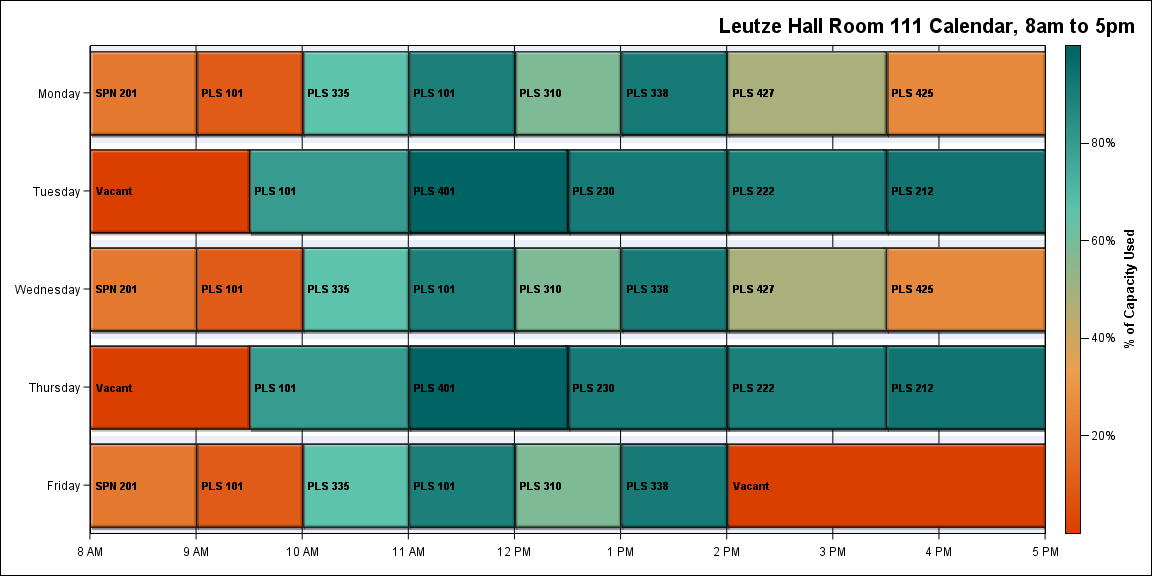 Leutze Hall Room 111 Calendar, 8am to 5pm
Monday
SPN 201 PLS 101 PLS 335 PLS 101 PLS 310 PLS 338 PLS 427 PLS 425
Tuesday
Vacant PLS 101 PLS 401 PLS 230 PLS 222 PLS 212
Wednesday
SPN 201 PLS 101 PLS 335 PLS 101 PLS 310 PLS 338 PLS 427 PLS 425
Thursday
Vacant PLS 101 PLS 401 PLS 230 PLS 222 PLS 212
Friday
SPN 201 PLS 101 PLS 335 PLS 101 PLS 310 PLS 338 Vacant
8 AM 9 AM 10 AM 11 AM 12 PM 1 PM 2 PM 3 PM 4 PM 5 PM
80%
60%
40%
20%
% of Capacity Used